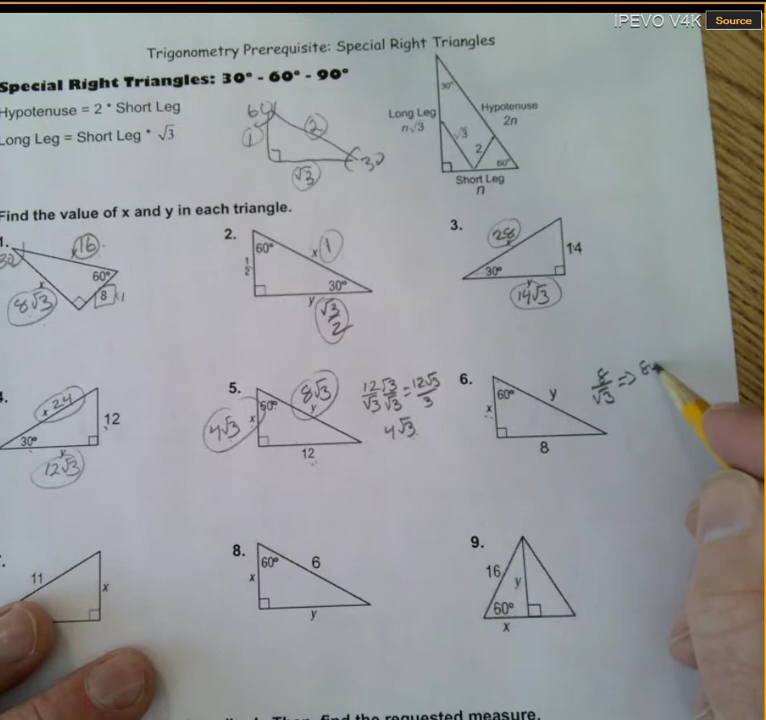 IPEVO V4K Source
Trigonometry Prerequisite: Special Right Triangles
Special Right Triangles: 30° - 60° - 90°
Hypotenuse = 2 * Short Leg
Long Leg = Short Leg * √3
60
1
2
30
√3
30°
Long Leg
n√3
Hypotenuse
2n
√3
2
60°
Short Leg
n
Find the value of x and y in each triangle.
1.
16
60°
8√3
x
8
2.
60°
x
1
1/2
30°
y
√3/2
3.
28
14
30°
y
14√3
x 24
12
30°
y
12√3
5.
60°
8√3
y
x
4√3
12
12√3/√3√3 = 12√3/3
4√3
6.
60°
y
x
8
8/√3 => 8
11
x
8.
60°
6
x
y
9.
16
y
60°
x
find the requested measure.